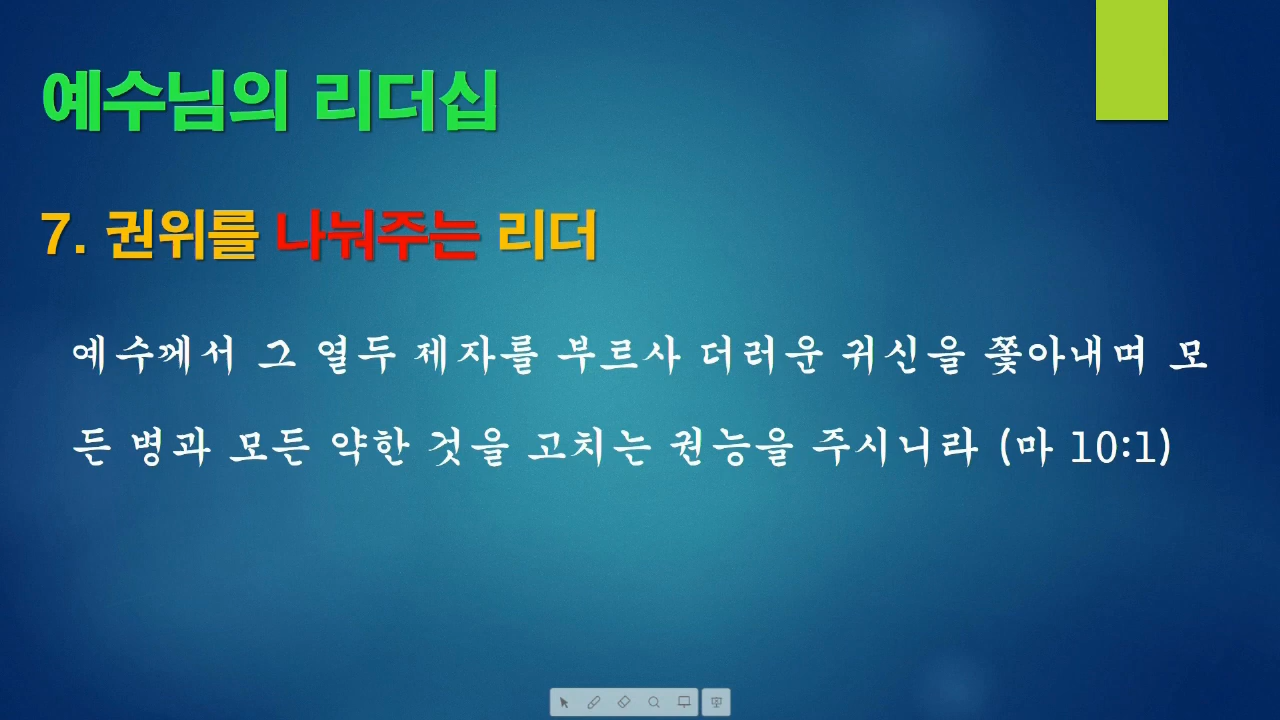 예수님의 리더십
7. 권위를 나눠주는 리더
예수께서 그 열두 제자를 부르사 더러운 귀신을 쫓아내며 모
든 병과 모든 약한 것을 고치는 권능을 주시니라 (마 10:1)